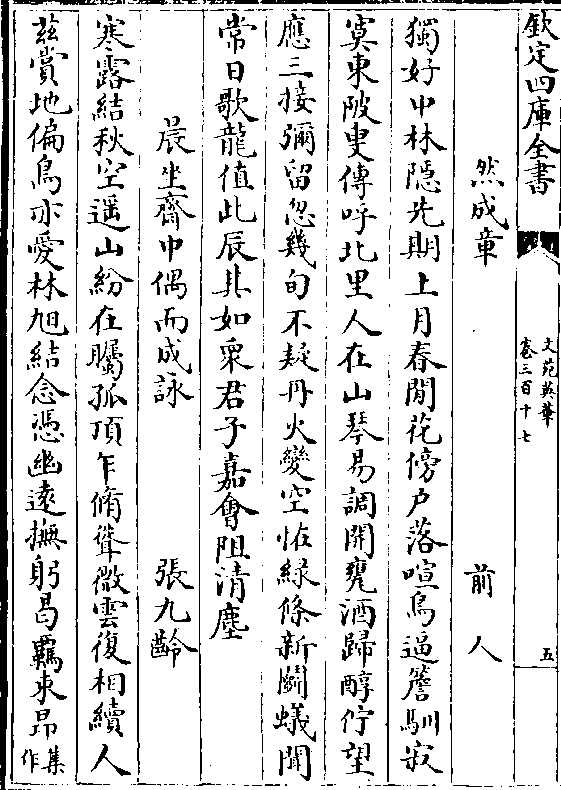 欽定四庫全書
文苑英華
卷三百十七
五
然成章
前人
獨好中林隱先期上月春閒花傍户落喧鳥逼簷馴寂
寞東陂叟傳呼北里人在山琴易調開甕酒歸醇佇望
應三接彌留忽幾旬不疑丹火變空怪緑條新鬭蟻聞
常日歌龍值此辰其如衆君子嘉會阻清塵
晨坐齋中偶而成詠
張九齡
寒露結秋空遥山紛在矚孤頂乍脩聳微雲復相續人
兹賞地偏鳥亦愛林旭結念憑幽遠撫躬曷羈束昂集作